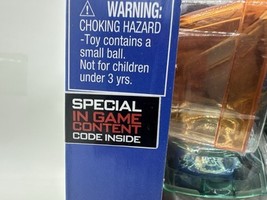 ⚠ WARNING:
CHOKING HAZARD
-Toy contains a
small ball.
Not for children
under 3 yrs.
SPECIAL
IN GAME
CONTENT
CODE INSIDE